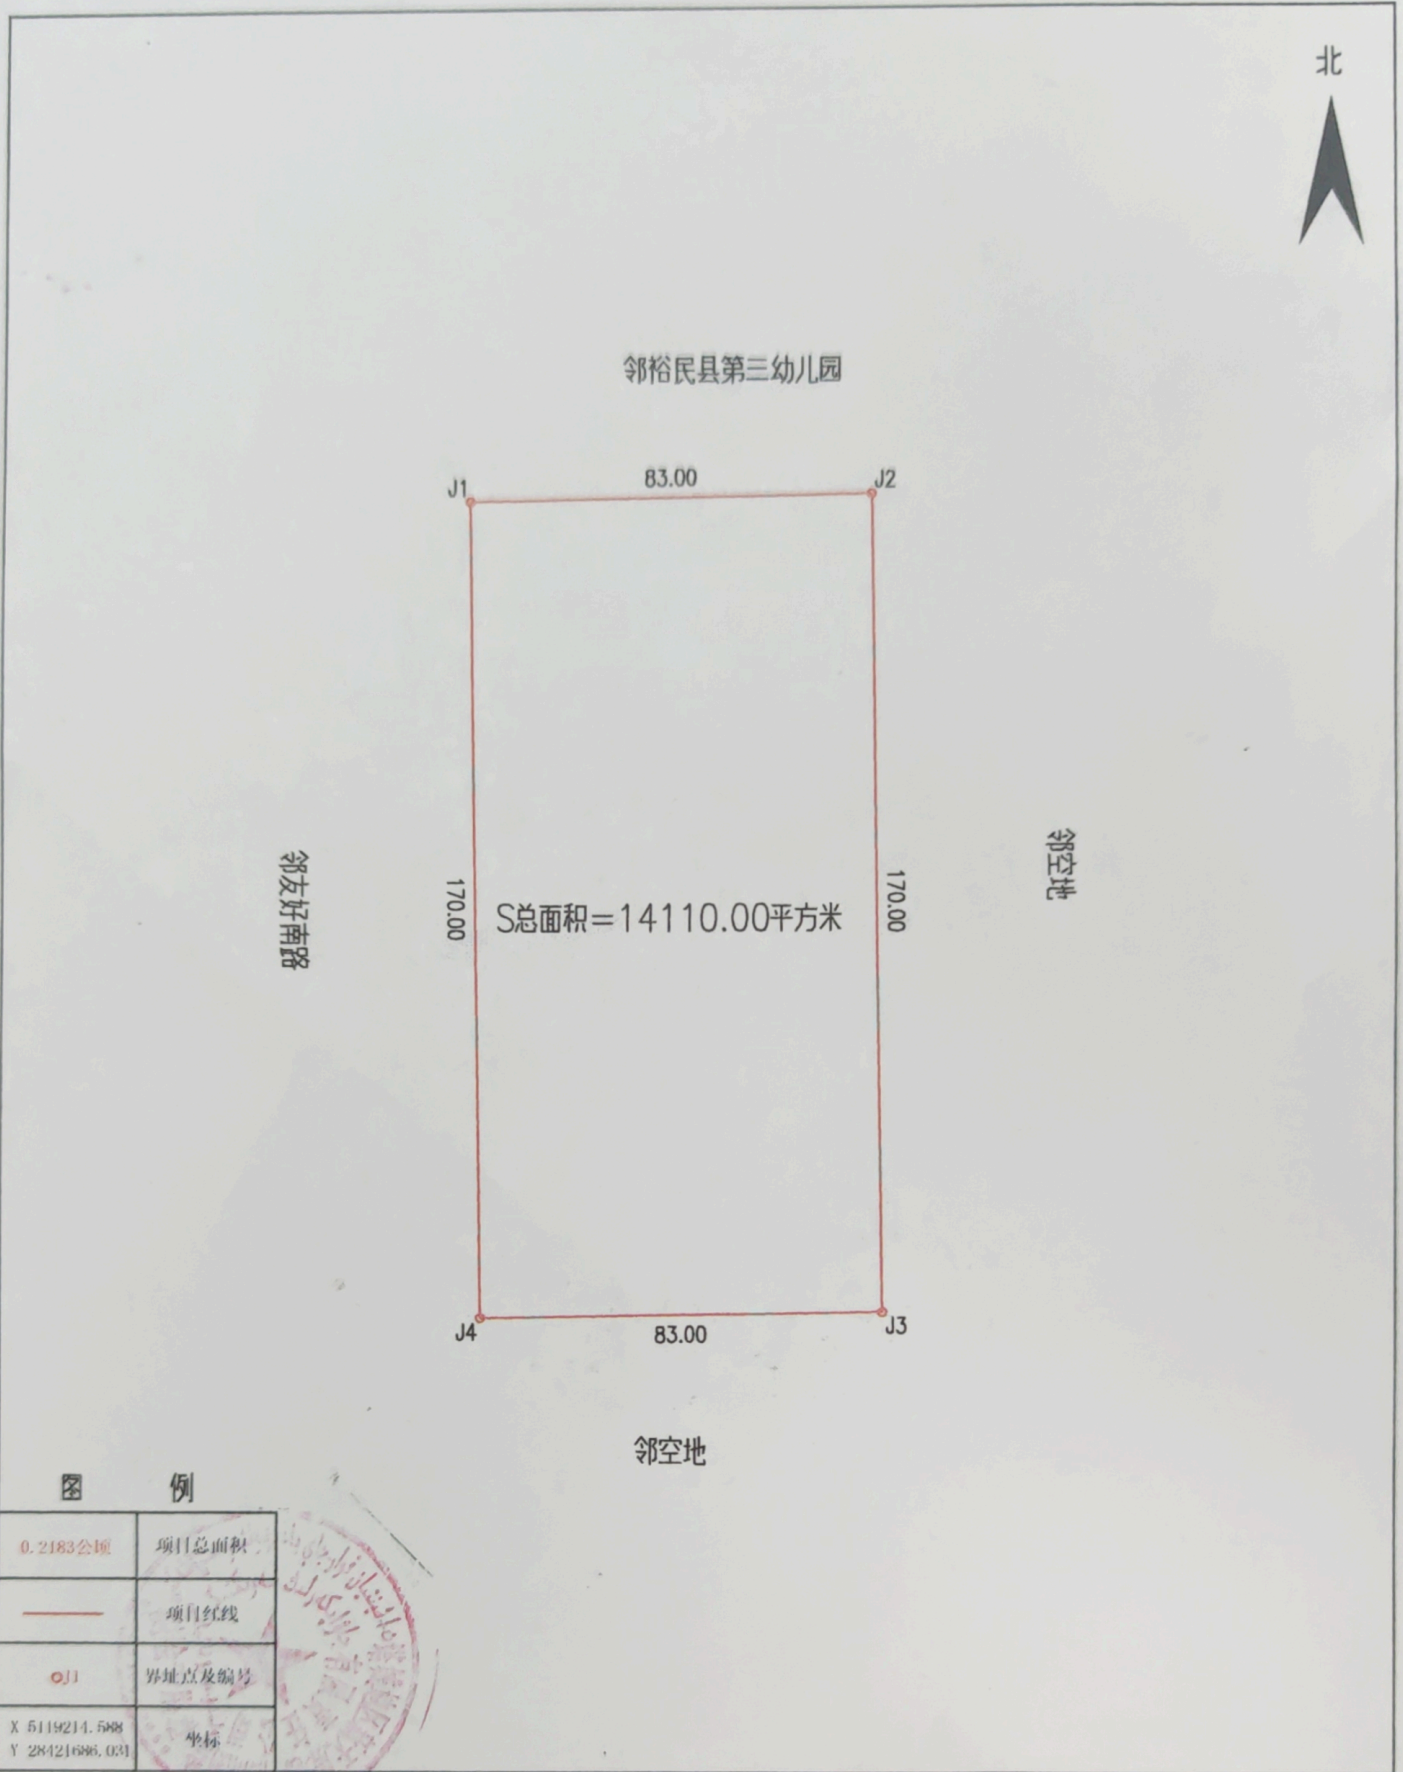 北
邻裕民县第三幼儿园
J1
83.00
J2
邻友好南路
170.00
S总面积=14110.00平方米
170.00
邻空地
J4
83.00
J3
邻空地
图 例
0.2183公顷 项目总面积
项目红线
J1 界址点及编号
X 5119214.588
Y 28421686.031
坐标